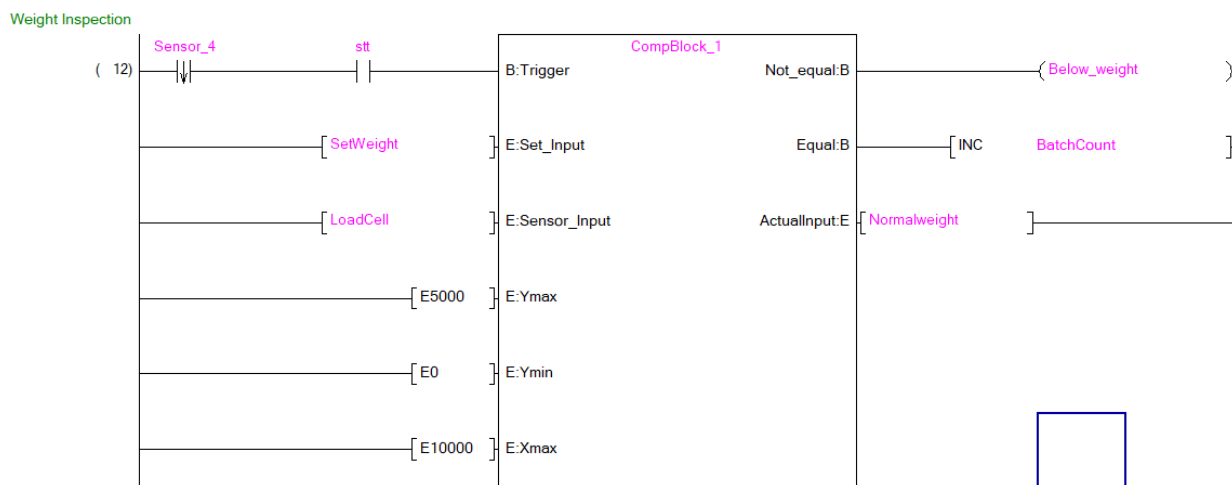 Weight Inspection
Sensor_4 stt CompBlock_1
( 12) B:Trigger Not_equal:B Below_weight
SetWeight E:Set_Input Equal:B INC BatchCount
LoadCell E:Sensor_Input ActualInput:E Normalweight
E5000 E:Ymax
E0 E:Ymin
E10000 E:Xmax